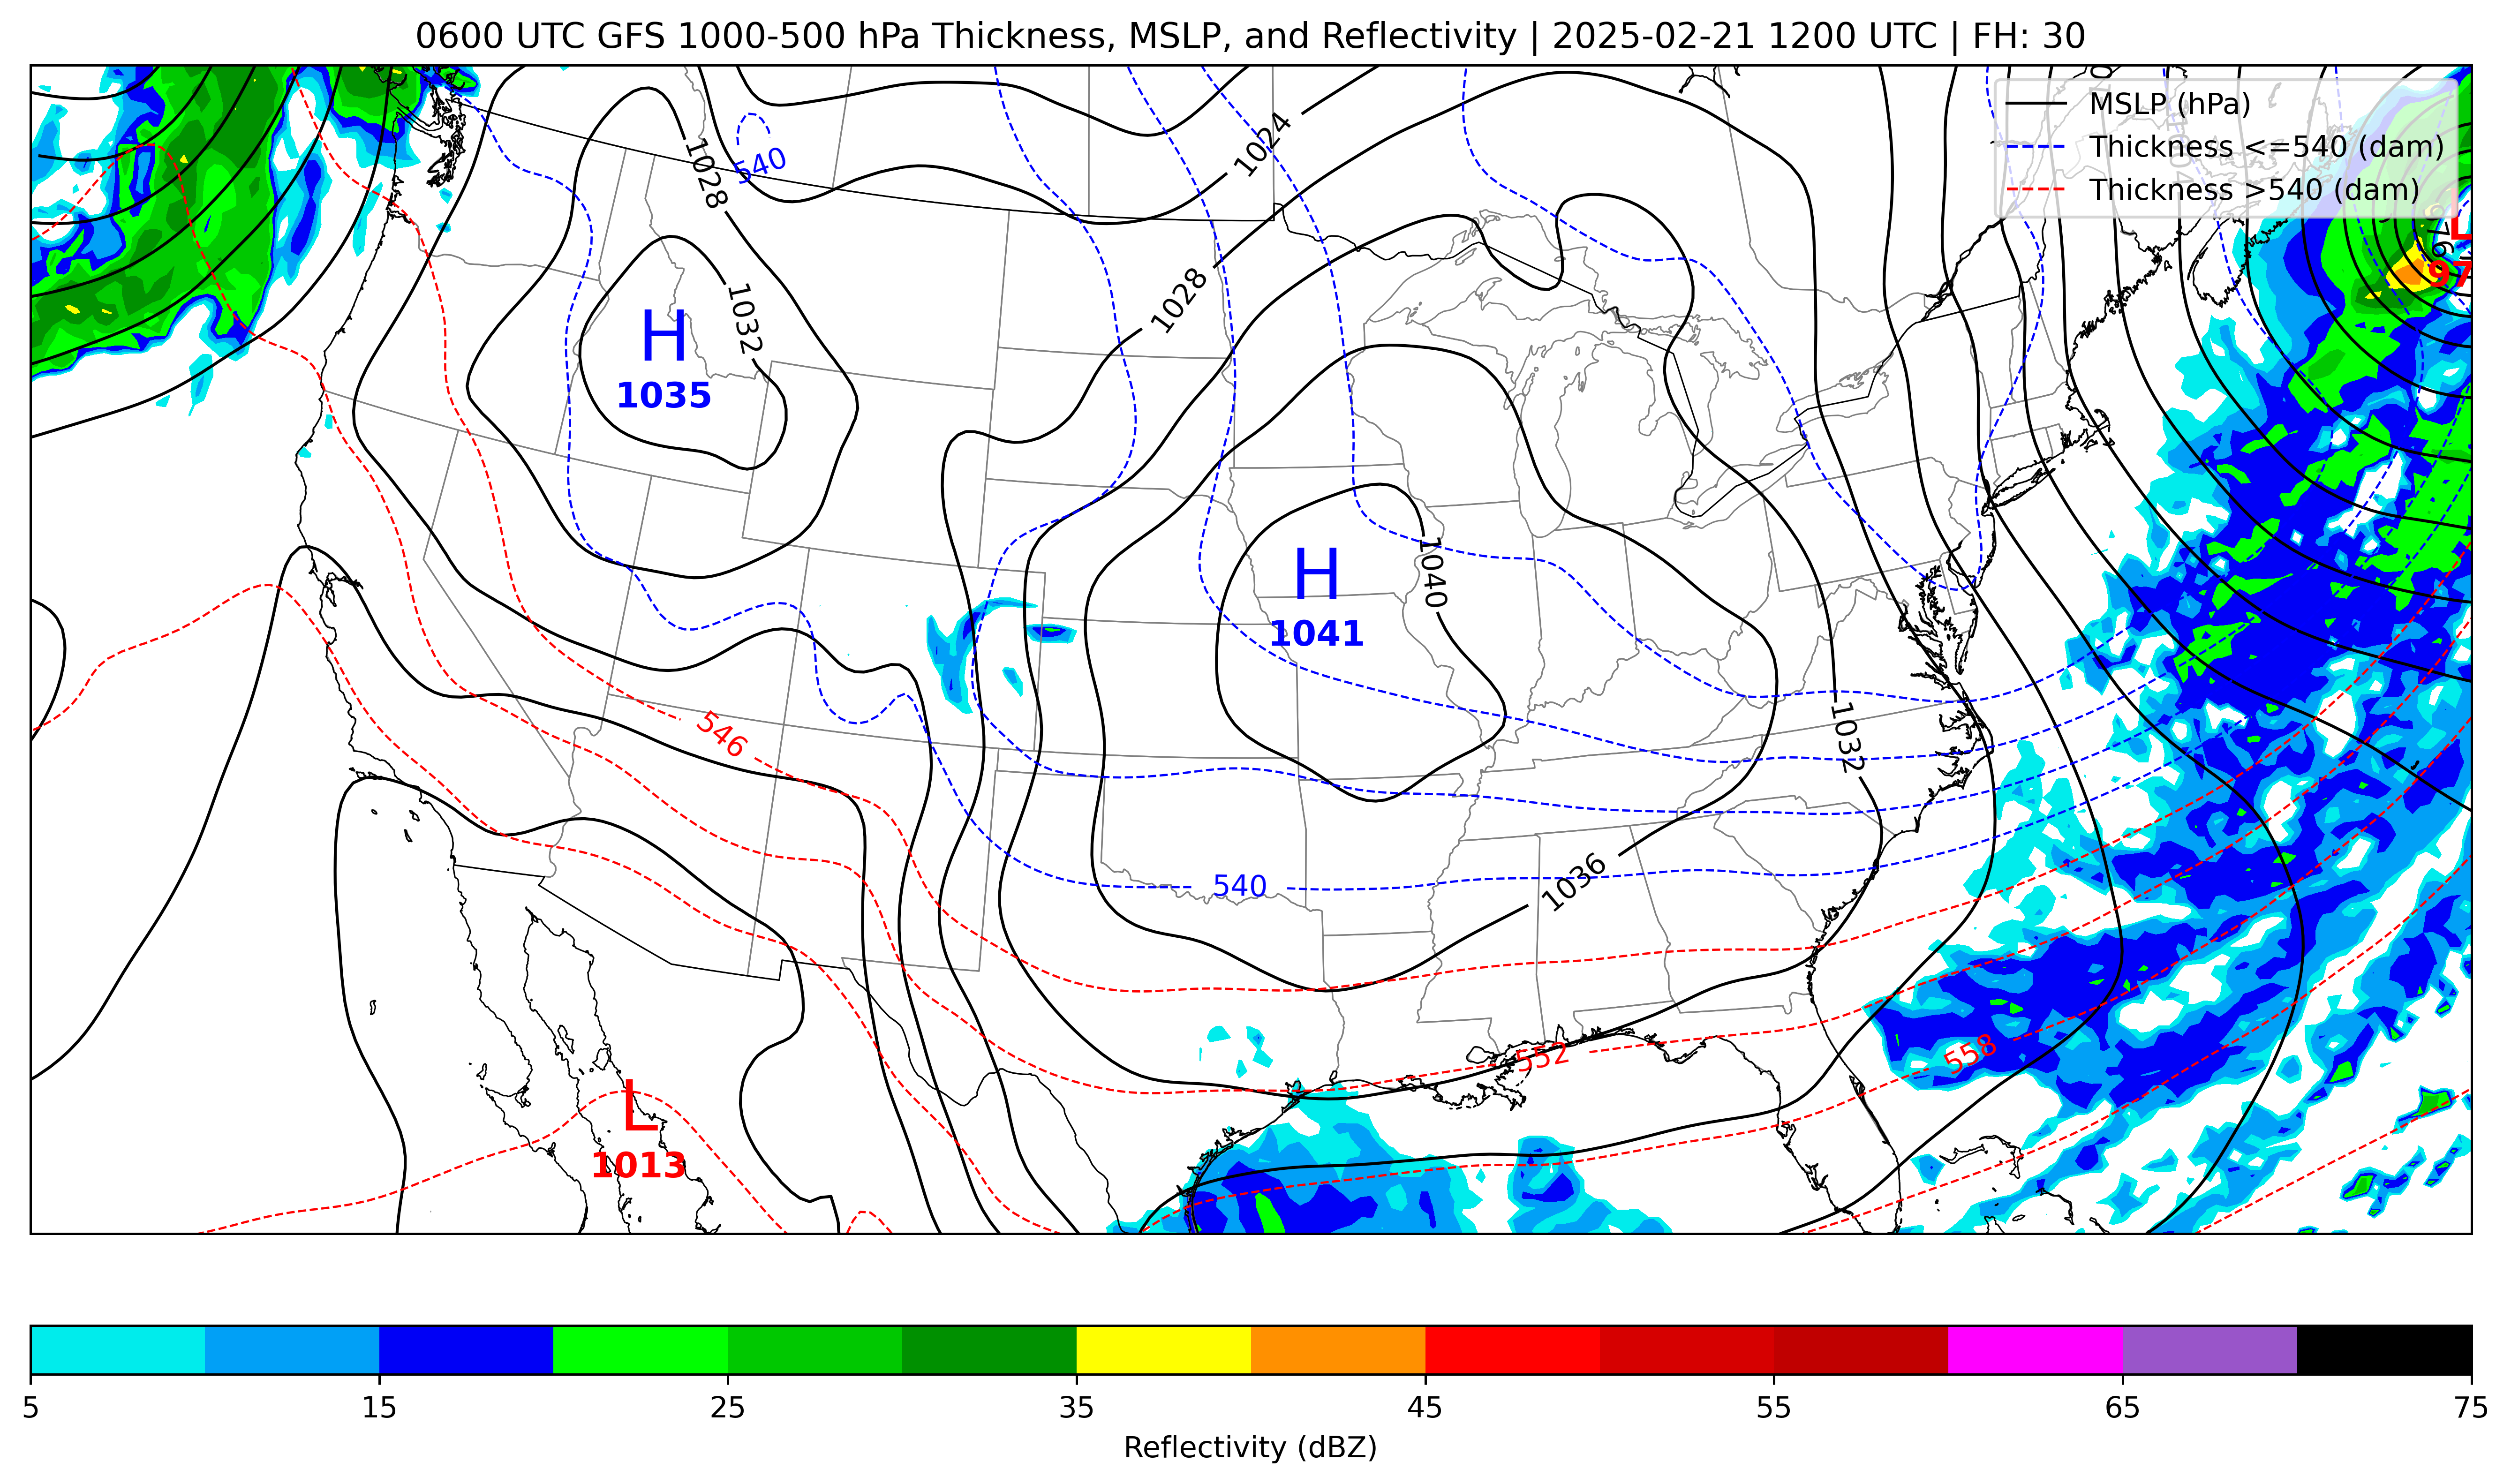 0600 UTC GFS 1000-500 hPa Thickness, MSLP, and Reflectivity | 2025-02-21 1200 UTC | FH: 30
MSLP (hPa)
Thickness <=540 (dam)
Thickness >540 (dam)
1024
540
1028
L
97
1028
1032
H
1035
H
1041
1040
546
1032
540
1036
552
558
L
1013
5 15 25 35 45 55 65 75
Reflectivity (dBZ)